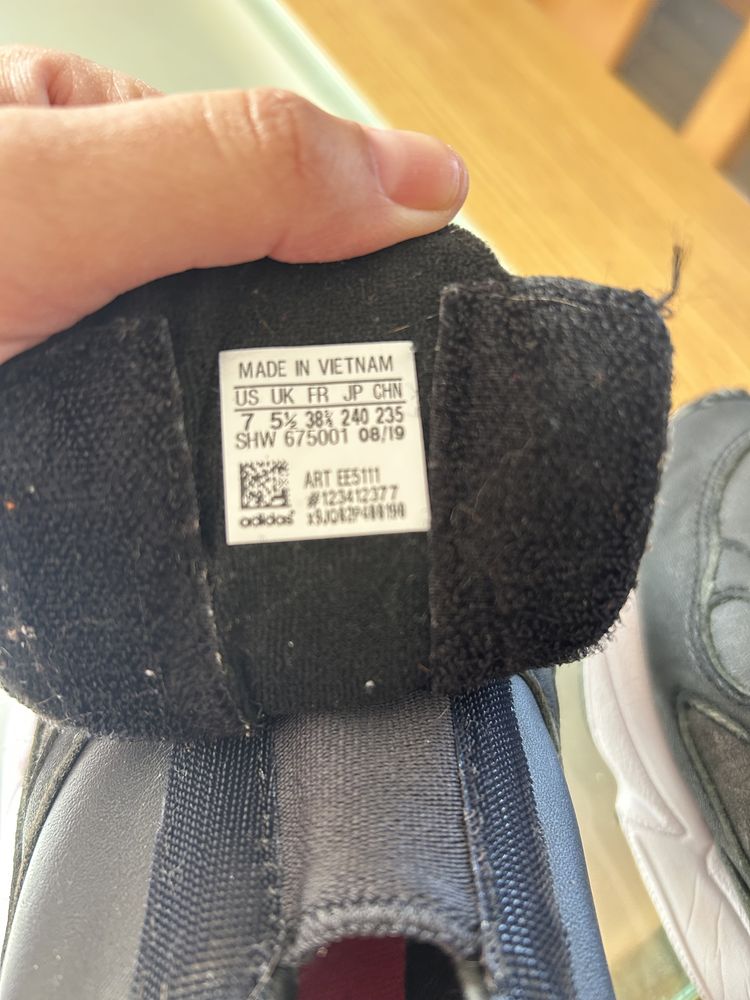 MADE IN VIETNAM
US UK FR JP CHN
7 5½ 38⅔ 240 235
SHW 675001 08/19
ART EE5111
#123412377
adidas